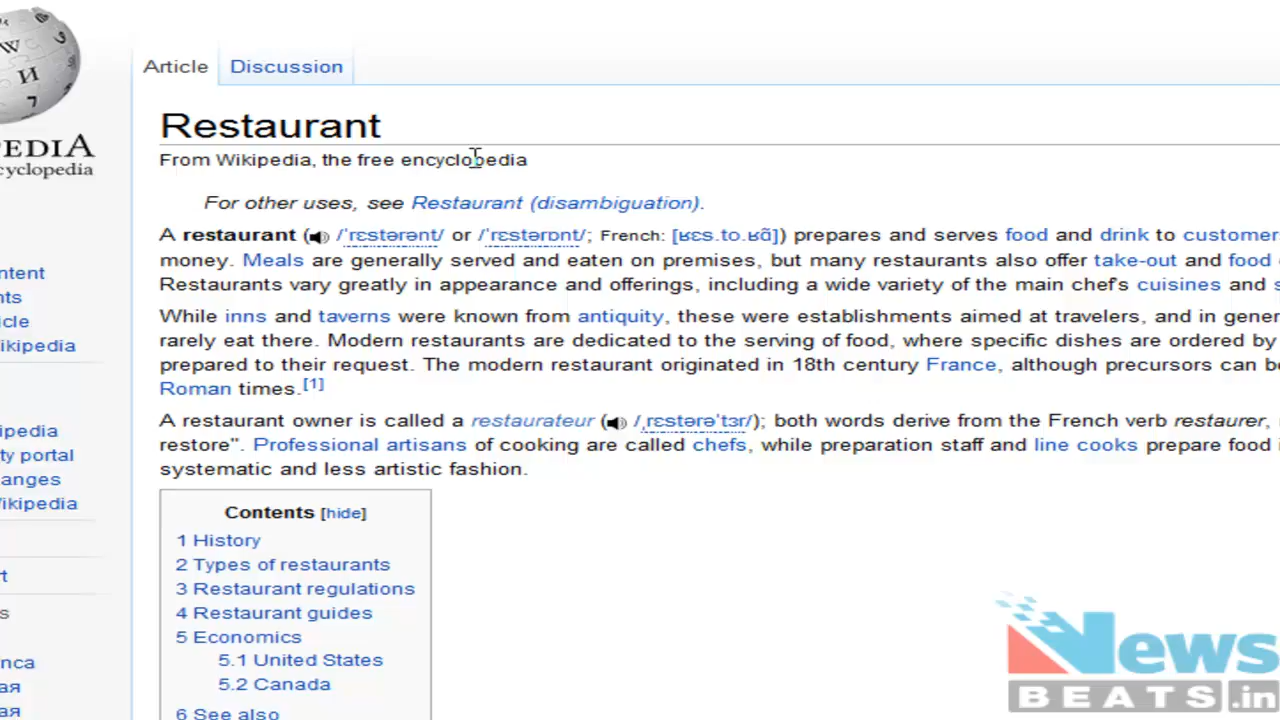 W
И
Article Discussion
PEDIA
cyclopedia
Restaurant
From Wikipedia, the free encyclopedia
For other uses, see Restaurant (disambiguation).
A restaurant (/ˈrɛstərənt/ or /ˈrɛstərɒnt/; French: [ʁɛs.to.ʁɑ̃]) prepares and serves food and drink to customer
money. Meals are generally served and eaten on premises, but many restaurants also offer take-out and food
Restaurants vary greatly in appearance and offerings, including a wide variety of the main chef's cuisines and s
While inns and taverns were known from antiquity, these were establishments aimed at travelers, and in gener
rarely eat there. Modern restaurants are dedicated to the serving of food, where specific dishes are ordered by
prepared to their request. The modern restaurant originated in 18th century France, although precursors can be
Roman times.[1]
A restaurant owner is called a restaurateur (/ˌrɛstərəˈtɜr/); both words derive from the French verb restaurer,
restore". Professional artisans of cooking are called chefs, while preparation staff and line cooks prepare food i
systematic and less artistic fashion.
Contents [hide]
1 History
2 Types of restaurants
3 Restaurant regulations
4 Restaurant guides
5 Economics
5.1 United States
5.2 Canada
6 See also
ntent
nts
icle
ikipedia
ipedia
ty portal
anges
Wikipedia
rt
s
nca
ая
ая
News
BEATS.in